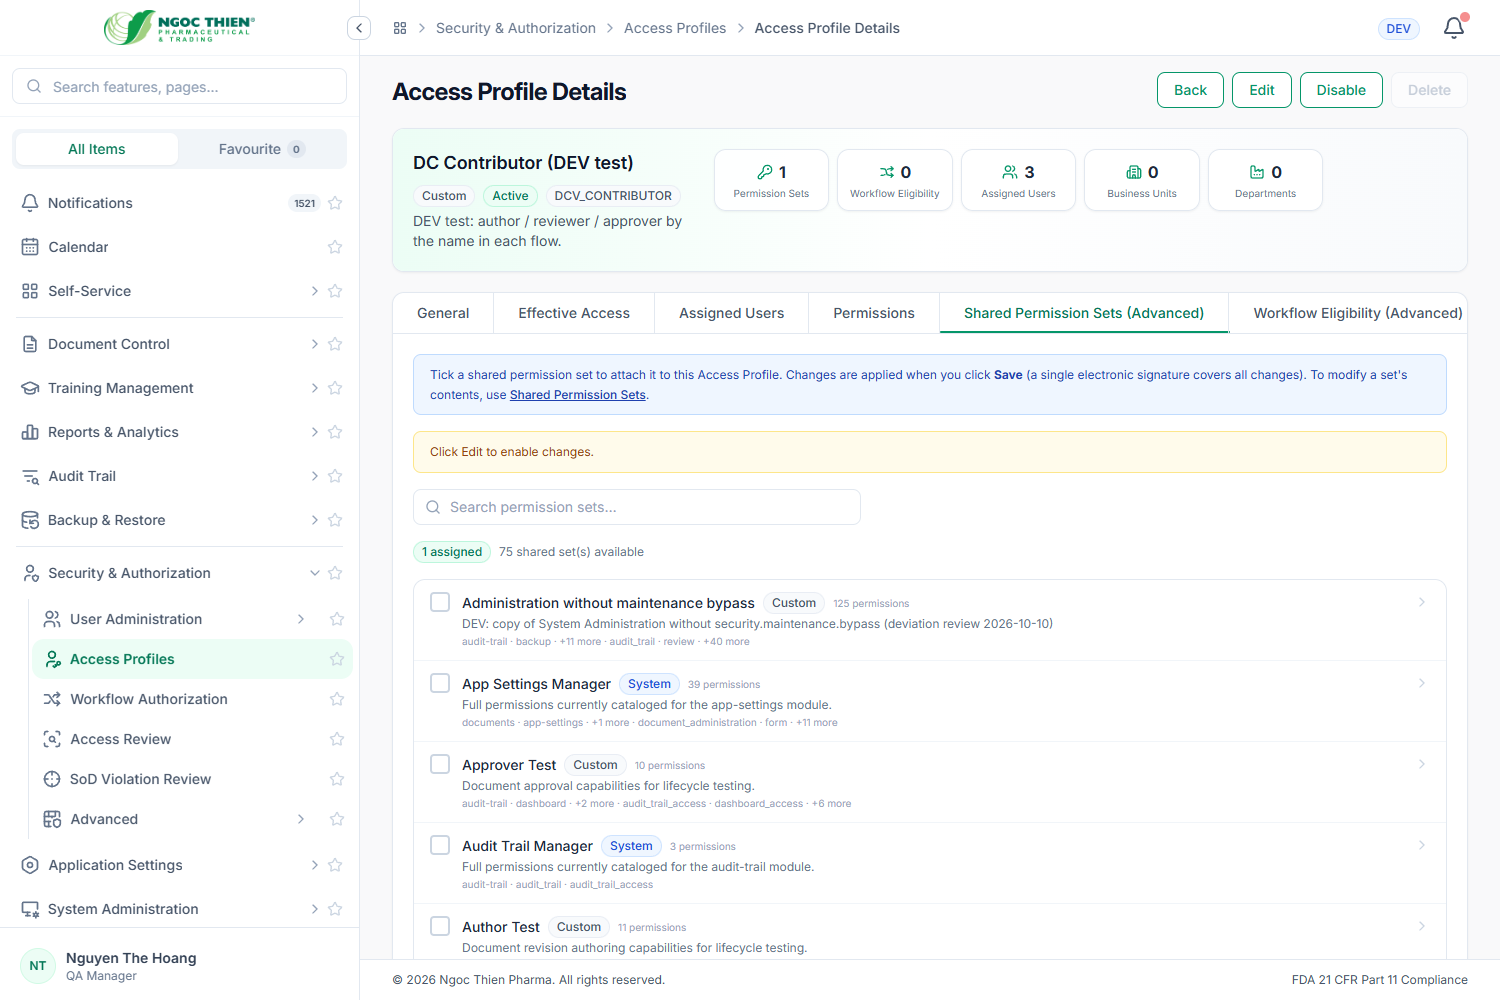 NGOC THIEN®
PHARMACEUTICAL
& TRADING
Search features, pages...
All Items
Favourite 0
Notifications 1521
Calendar
Self-Service
Document Control
Training Management
Reports & Analytics
Audit Trail
Backup & Restore
Security & Authorization
User Administration
Access Profiles
Workflow Authorization
Access Review
SoD Violation Review
Advanced
Application Settings
System Administration
NT
Nguyen The Hoang
QA Manager
Security & Authorization > Access Profiles > Access Profile Details
DEV
Access Profile Details
Back
Edit
Disable
Delete
DC Contributor (DEV test)
Custom Active DCV_CONTRIBUTOR
DEV test: author / reviewer / approver by
the name in each flow.
1
Permission Sets
0
Workflow Eligibility
3
Assigned Users
0
Business Units
0
Departments
General
Effective Access
Assigned Users
Permissions
Shared Permission Sets (Advanced)
Workflow Eligibility (Advanced)
Tick a shared permission set to attach it to this Access Profile. Changes are applied when you click Save (a single electronic signature covers all changes). To modify a set's
contents, use Shared Permission Sets.
Click Edit to enable changes.
Search permission sets...
1 assigned 75 shared set(s) available
Administration without maintenance bypass Custom 125 permissions
DEV: copy of System Administration without security.maintenance.bypass (deviation review 2026-10-10)
audit-trail · backup · +11 more · audit_trail · review · +40 more
App Settings Manager System 39 permissions
Full permissions currently cataloged for the app-settings module.
documents · app-settings · +1 more · document_administration · form · +11 more
Approver Test Custom 10 permissions
Document approval capabilities for lifecycle testing.
audit-trail · dashboard · +2 more · audit_trail_access · dashboard_access · +6 more
Audit Trail Manager System 3 permissions
Full permissions currently cataloged for the audit-trail module.
audit-trail · audit_trail · audit_trail_access
Author Test Custom 11 permissions
Document revision authoring capabilities for lifecycle testing.
© 2026 Ngoc Thien Pharma. All rights reserved.
FDA 21 CFR Part 11 Compliance